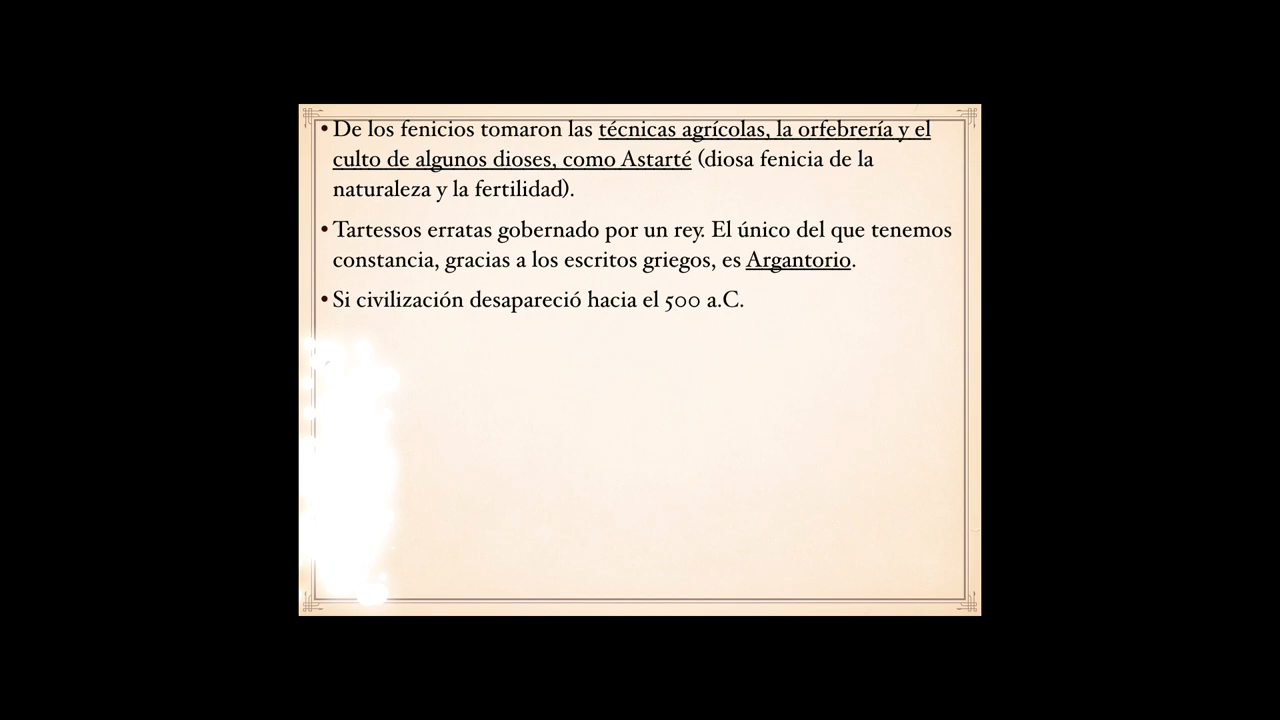 • De los fenicios tomaron las técnicas agrícolas, la orfebrería y el
culto de algunos dioses, como Astarté (diosa fenicia de la
naturaleza y la fertilidad).
• Tartessos erratas gobernado por un rey. El único del que tenemos
constancia, gracias a los escritos griegos, es Argantorio.
• Si civilización desapareció hacia el 500 a.C.